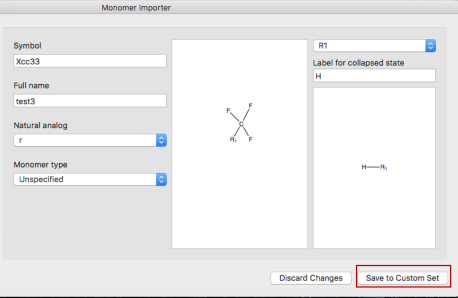 Monomer Importer
Symbol
Xcc33
Full name
test3
Natural analog
r
Monomer type
Unspecified
F F
C
R₁ F
R1
Label for collapsed state
H
H—R₁
Discard Changes
Save to Custom Set